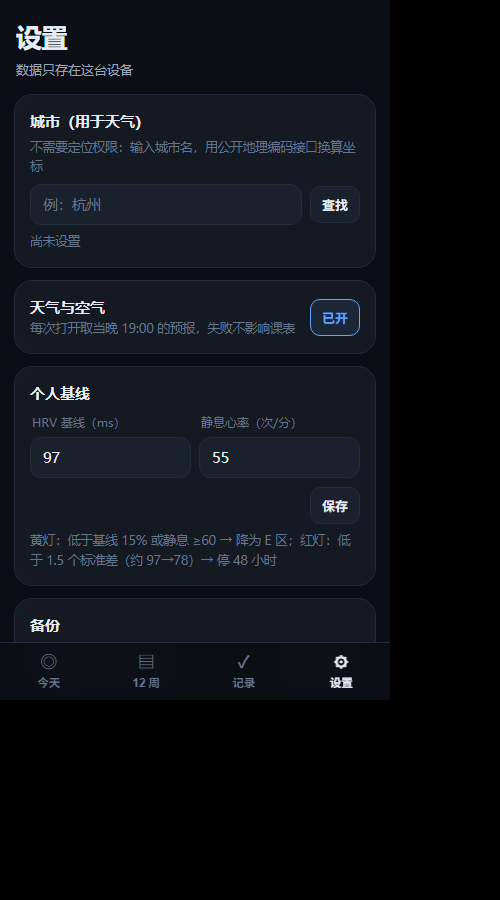 设置
数据只存在这台设备
城市（用于天气）
不需要定位权限：输入城市名，用公开地理编码接口换算坐
标
例：杭州
查找
尚未设置
天气与空气
每次打开取当晚 19:00 的预报，失败不影响课表
已开
个人基线
HRV 基线（ms）
静息心率（次/分）
97
55
保存
黄灯：低于基线 15% 或静息 ≥60 → 降为 E 区；红灯：低
于 1.5 个标准差（约 97→78）→ 停 48 小时
备份
今天
12 周
记录
设置